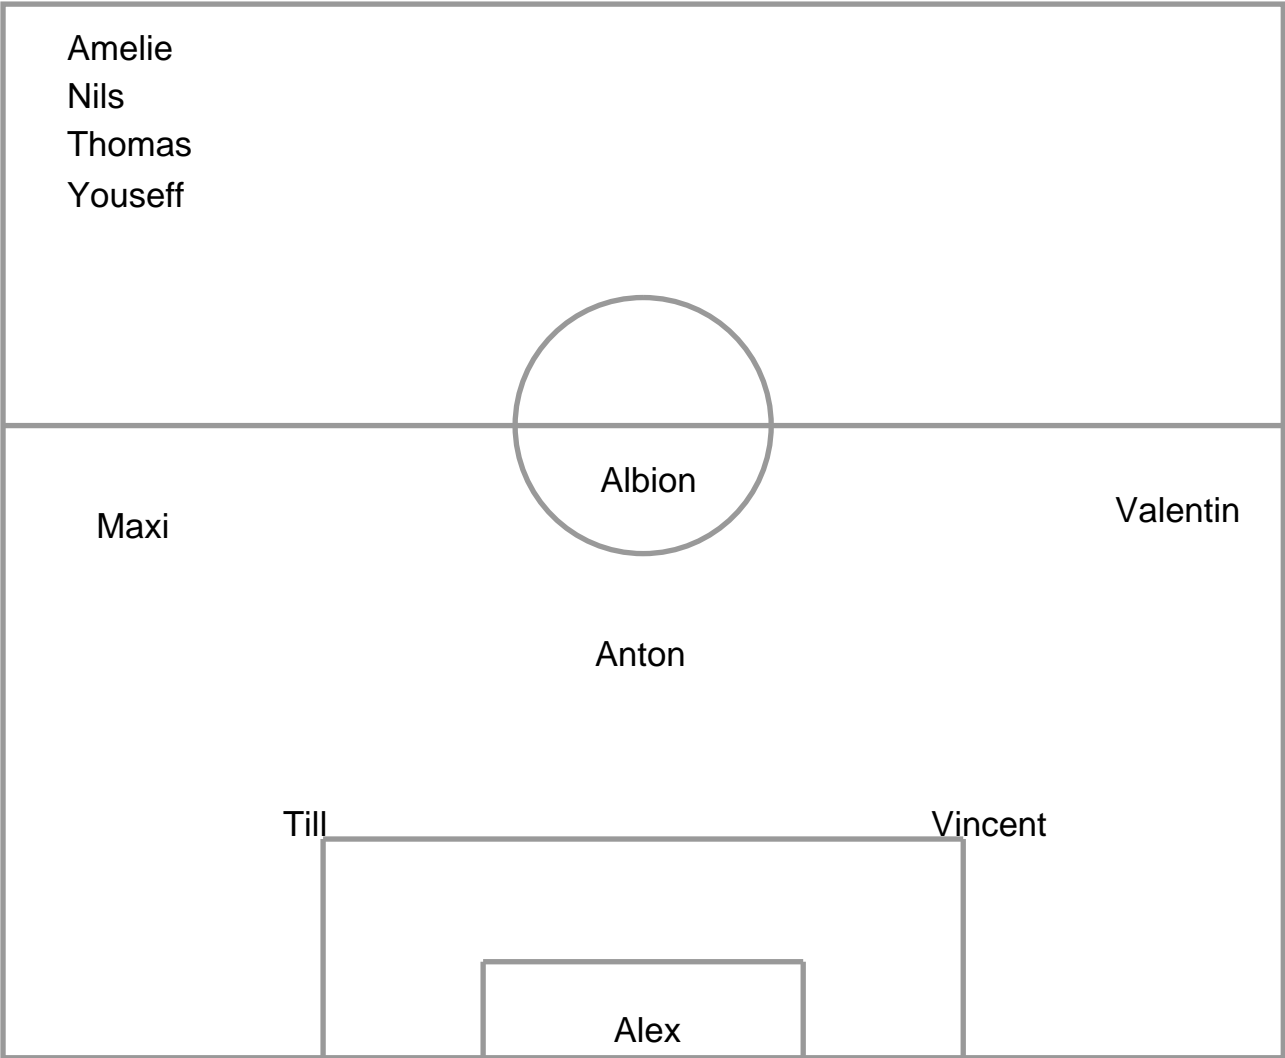 Amelie
Nils
Thomas
Youseff
Albion
Valentin
Maxi
Anton
Till
Vincent
Alex